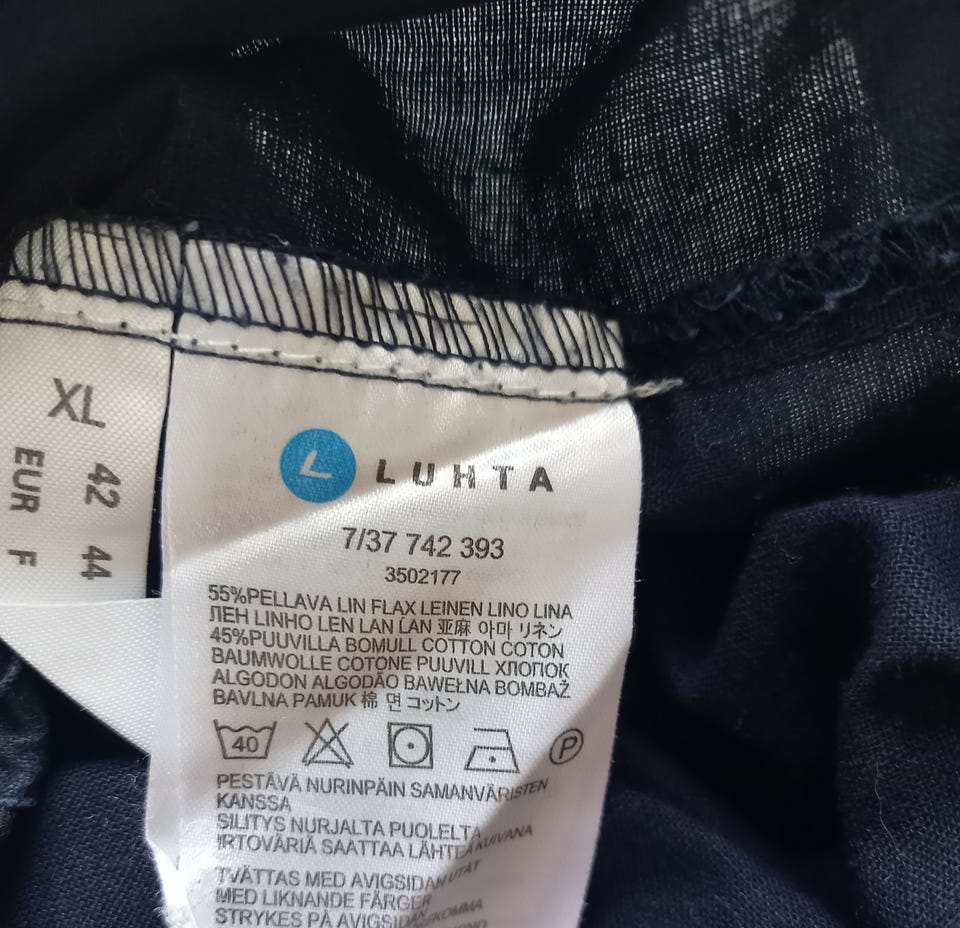 XL
42 44
EUR F
LUHTA
7/37 742 393
3502177
55%PELLAVA LIN FLAX LEINEN LINO LINA
ЛЕН LINHO LEN LAN LAN 亚麻 아마 リネン
45%PUUVILLA BOMULL COTTON COTON
BAUMWOLLE COTONE PUUVILL ХЛОПОК
ALGODON ALGODÃO BAWEŁNA BOMBAŽ
BAVLNA PAMUK 棉 면 コットン
40
P
PESTÄVÄ NURINPÄIN SAMANVÄRISTEN
KANSSA
SILITYS NURJALTA PUOLELTA
IRTOVÄRIÄ SAATTAA LÄHTEÄ KUIVANA
TVÄTTAS MED AVIGSIDAN UTÅT
MED LIKNANDE FÄRGER
STRYKES PÅ AVIGSIDAN